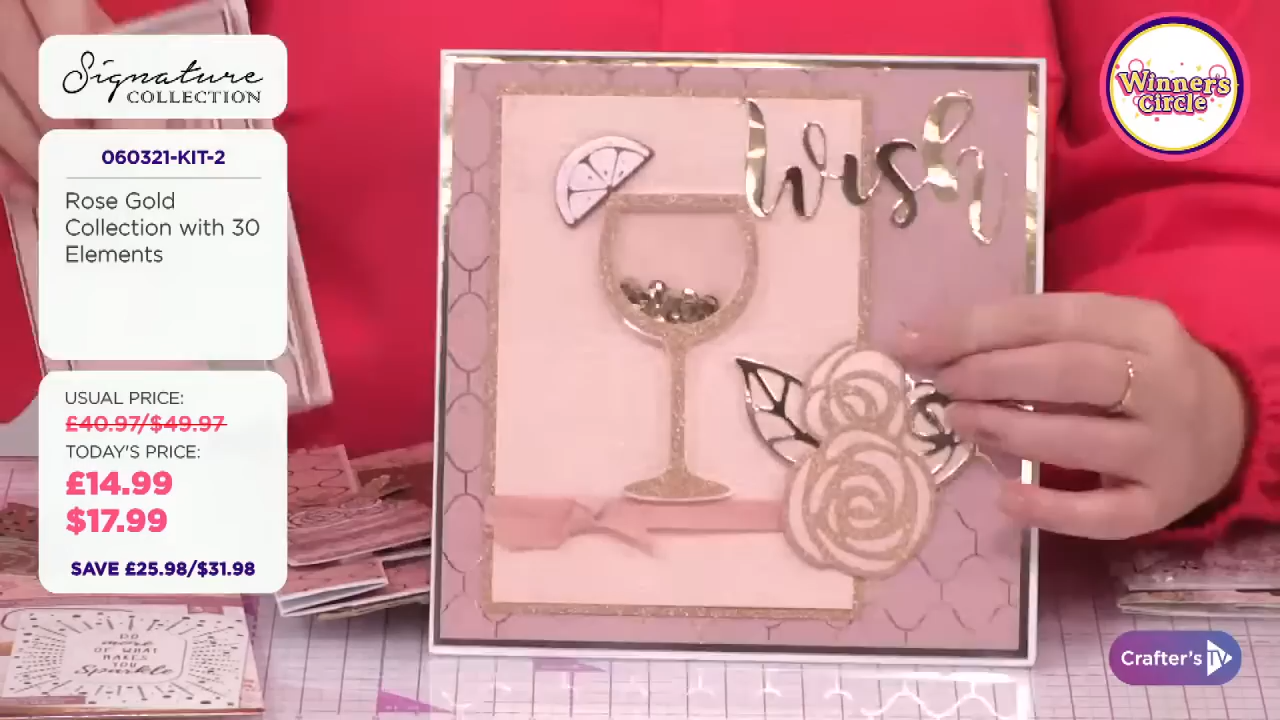 Signature
COLLECTION
060321-KIT-2
Rose Gold
Collection with 30
Elements
USUAL PRICE:
£40.97/$49.97
TODAY'S PRICE:
£14.99
$17.99
SAVE £25.98/$31.98
Winner's
Circle
wish
DO
more
OF WHAT
MAKES
YOU
Sparkle
Crafter's TV